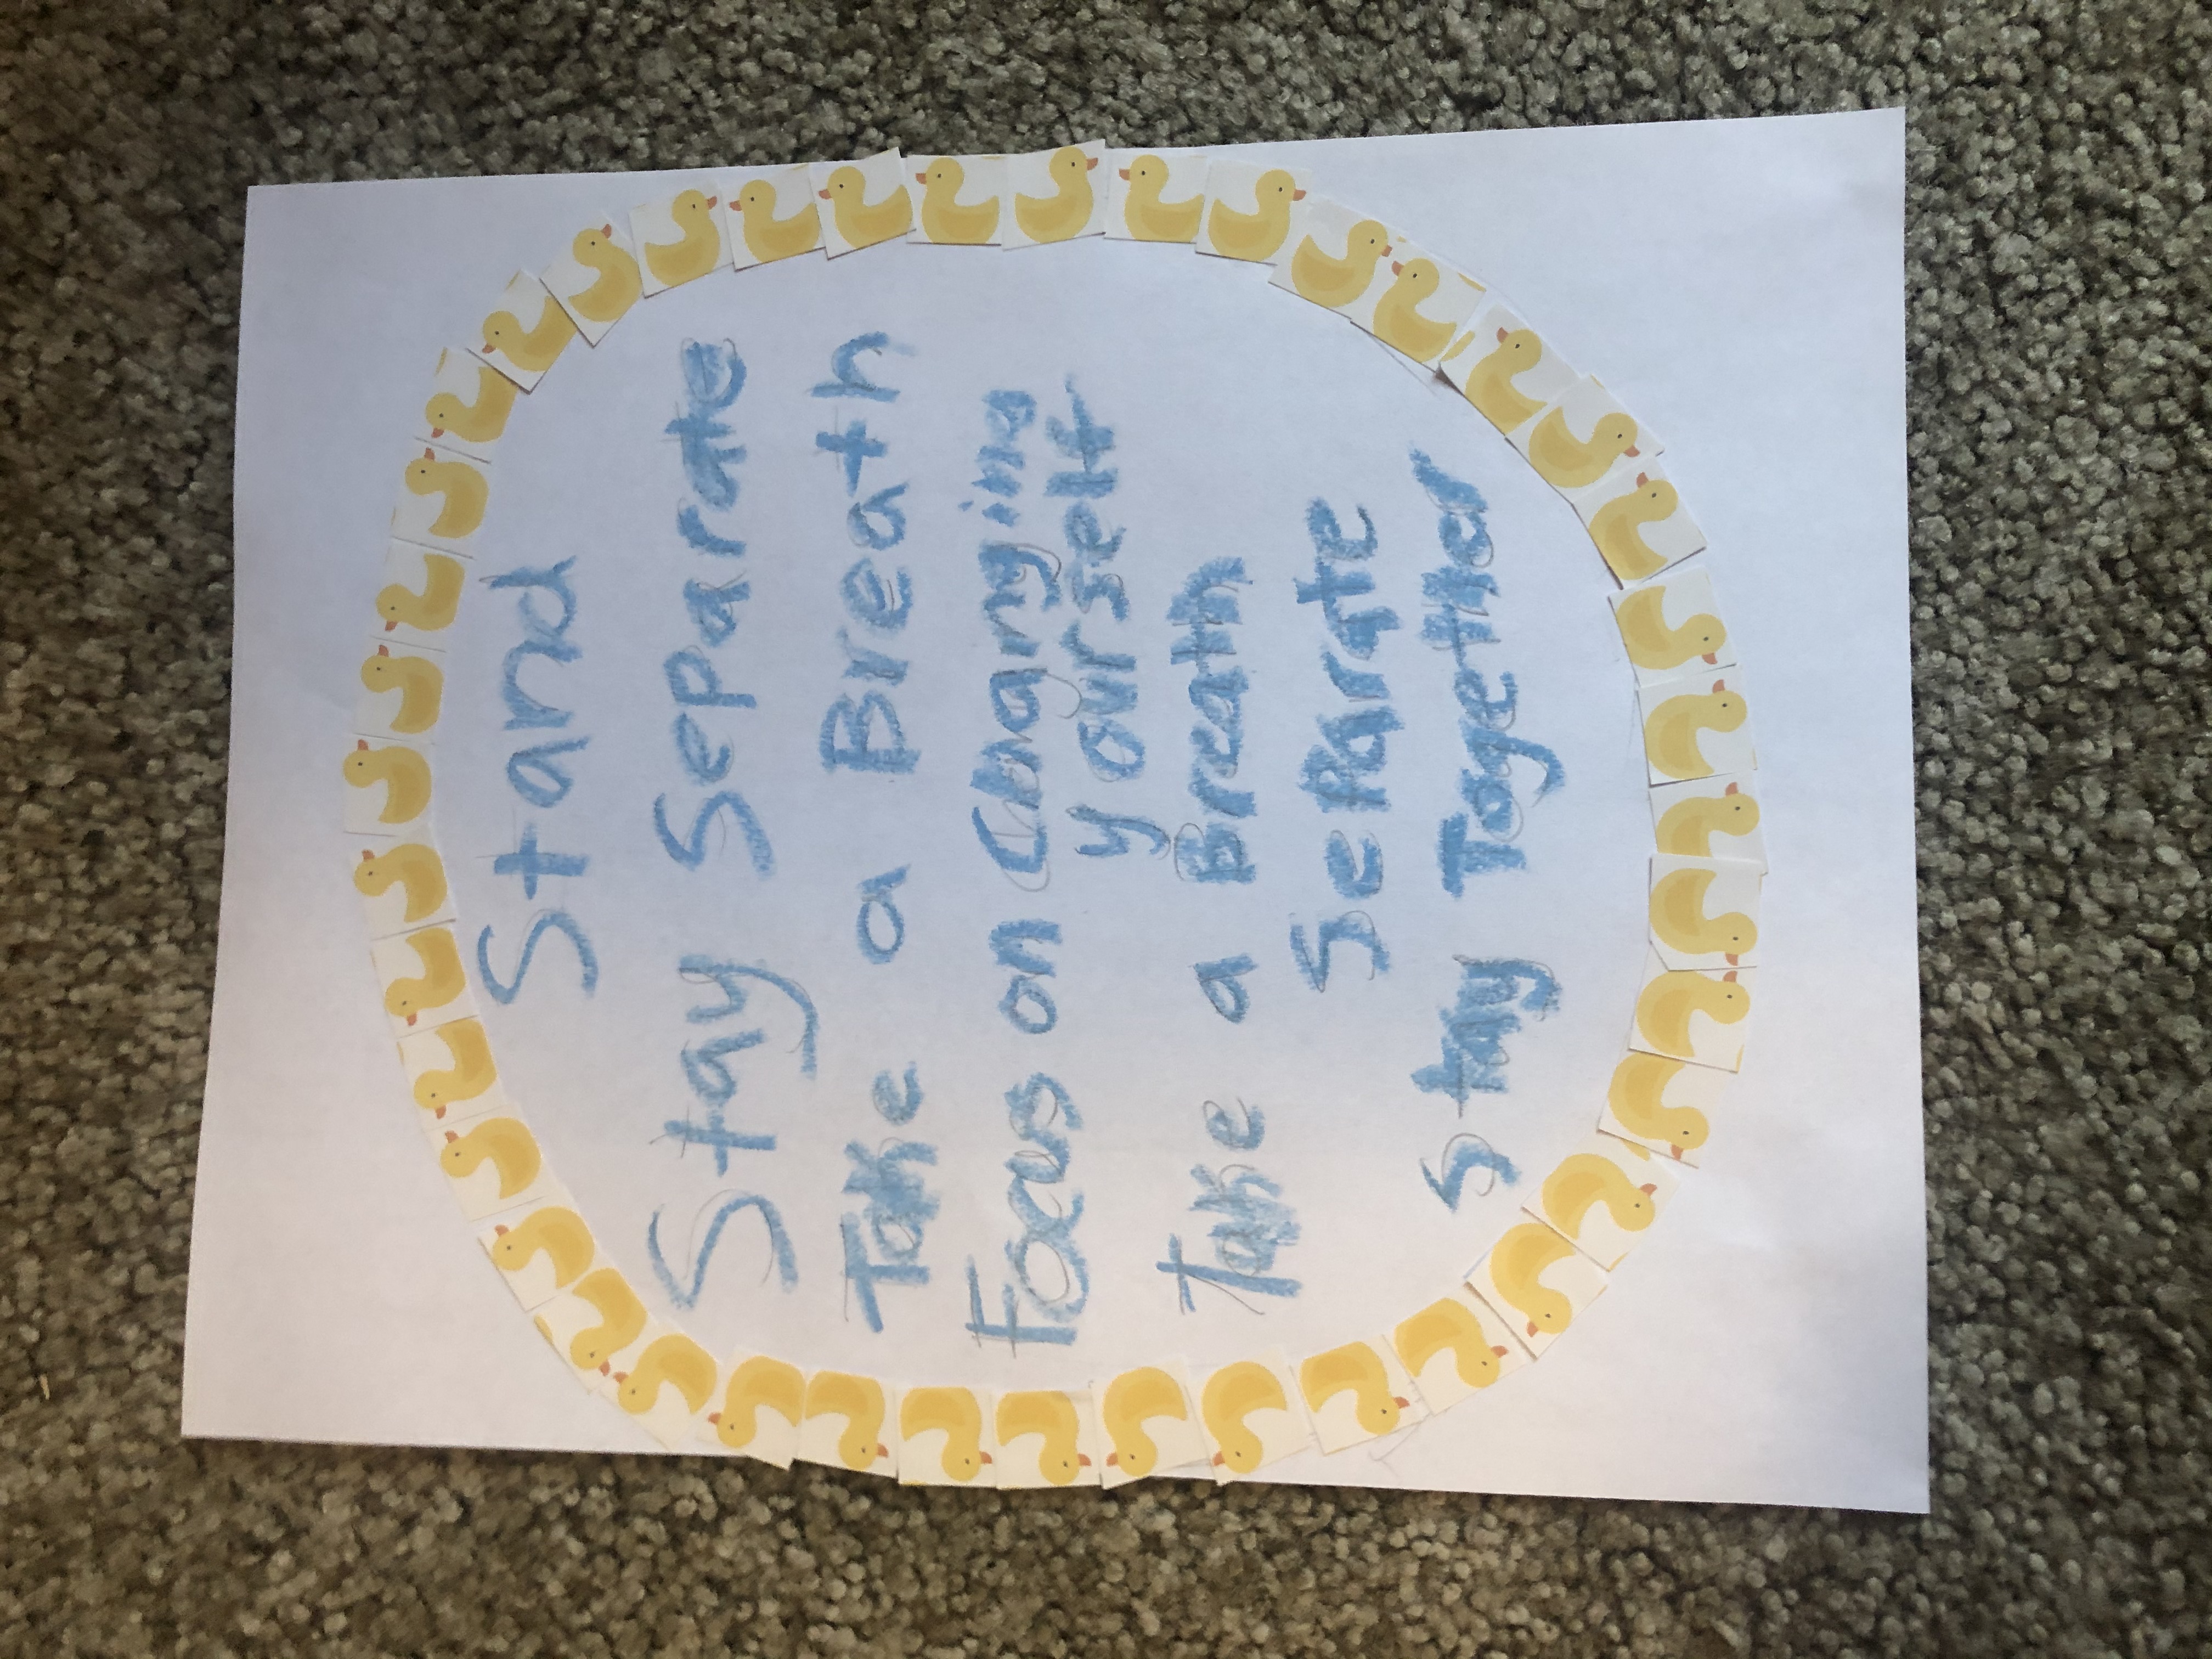 Stand
Stay Separate
Take a Breath
Focus on Changing
yourself
Take a Breath
Separate
Stay Together